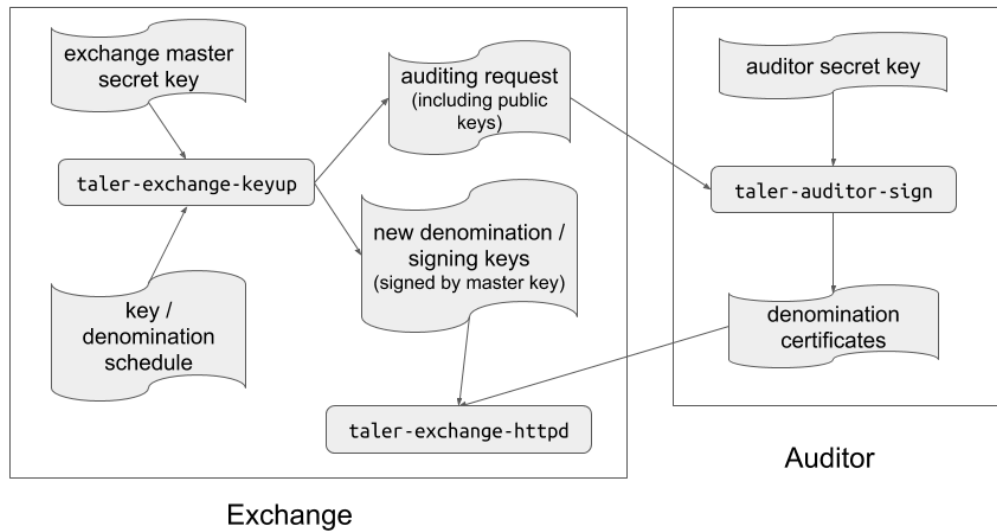 exchange master
secret key
auditing request
(including public
keys)
auditor secret key
taler-exchange-keyup
taler-auditor-sign
new denomination /
signing keys
(signed by master key)
key /
denomination
schedule
denomination
certificates
taler-exchange-httpd
Auditor
Exchange